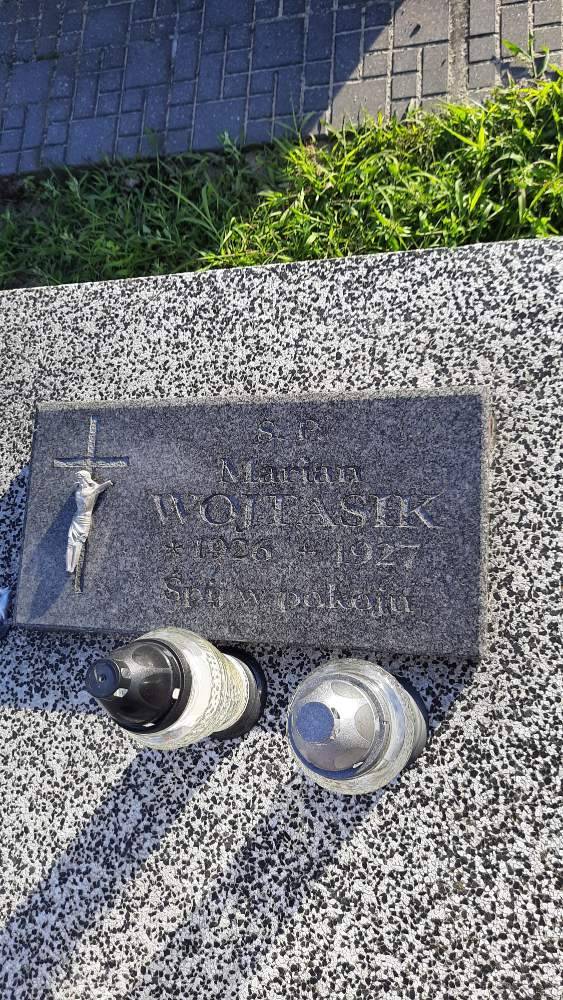 Ś. P.
Marian
WOJTASIK
* 1926 + 1927
Śpij w pokoju